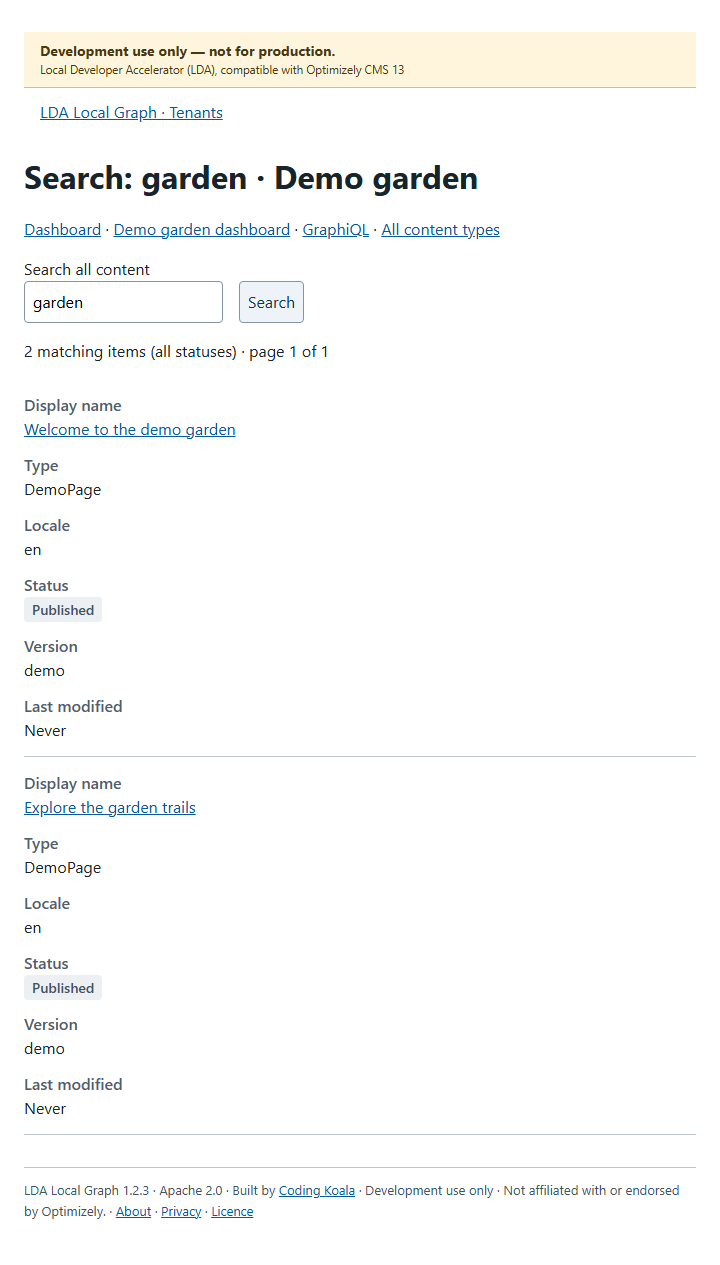 Development use only — not for production.
Local Developer Accelerator (LDA), compatible with Optimizely CMS 13
LDA Local Graph · Tenants
Search: garden · Demo garden
Dashboard · Demo garden dashboard · GraphiQL · All content types
Search all content
garden
Search
2 matching items (all statuses) · page 1 of 1
Display name
Welcome to the demo garden
Type
DemoPage
Locale
en
Status
Published
Version
demo
Last modified
Never
Display name
Explore the garden trails
Type
DemoPage
Locale
en
Status
Published
Version
demo
Last modified
Never
LDA Local Graph 1.2.3 · Apache 2.0 · Built by Coding Koala · Development use only · Not affiliated with or endorsed
by Optimizely. · About · Privacy · Licence